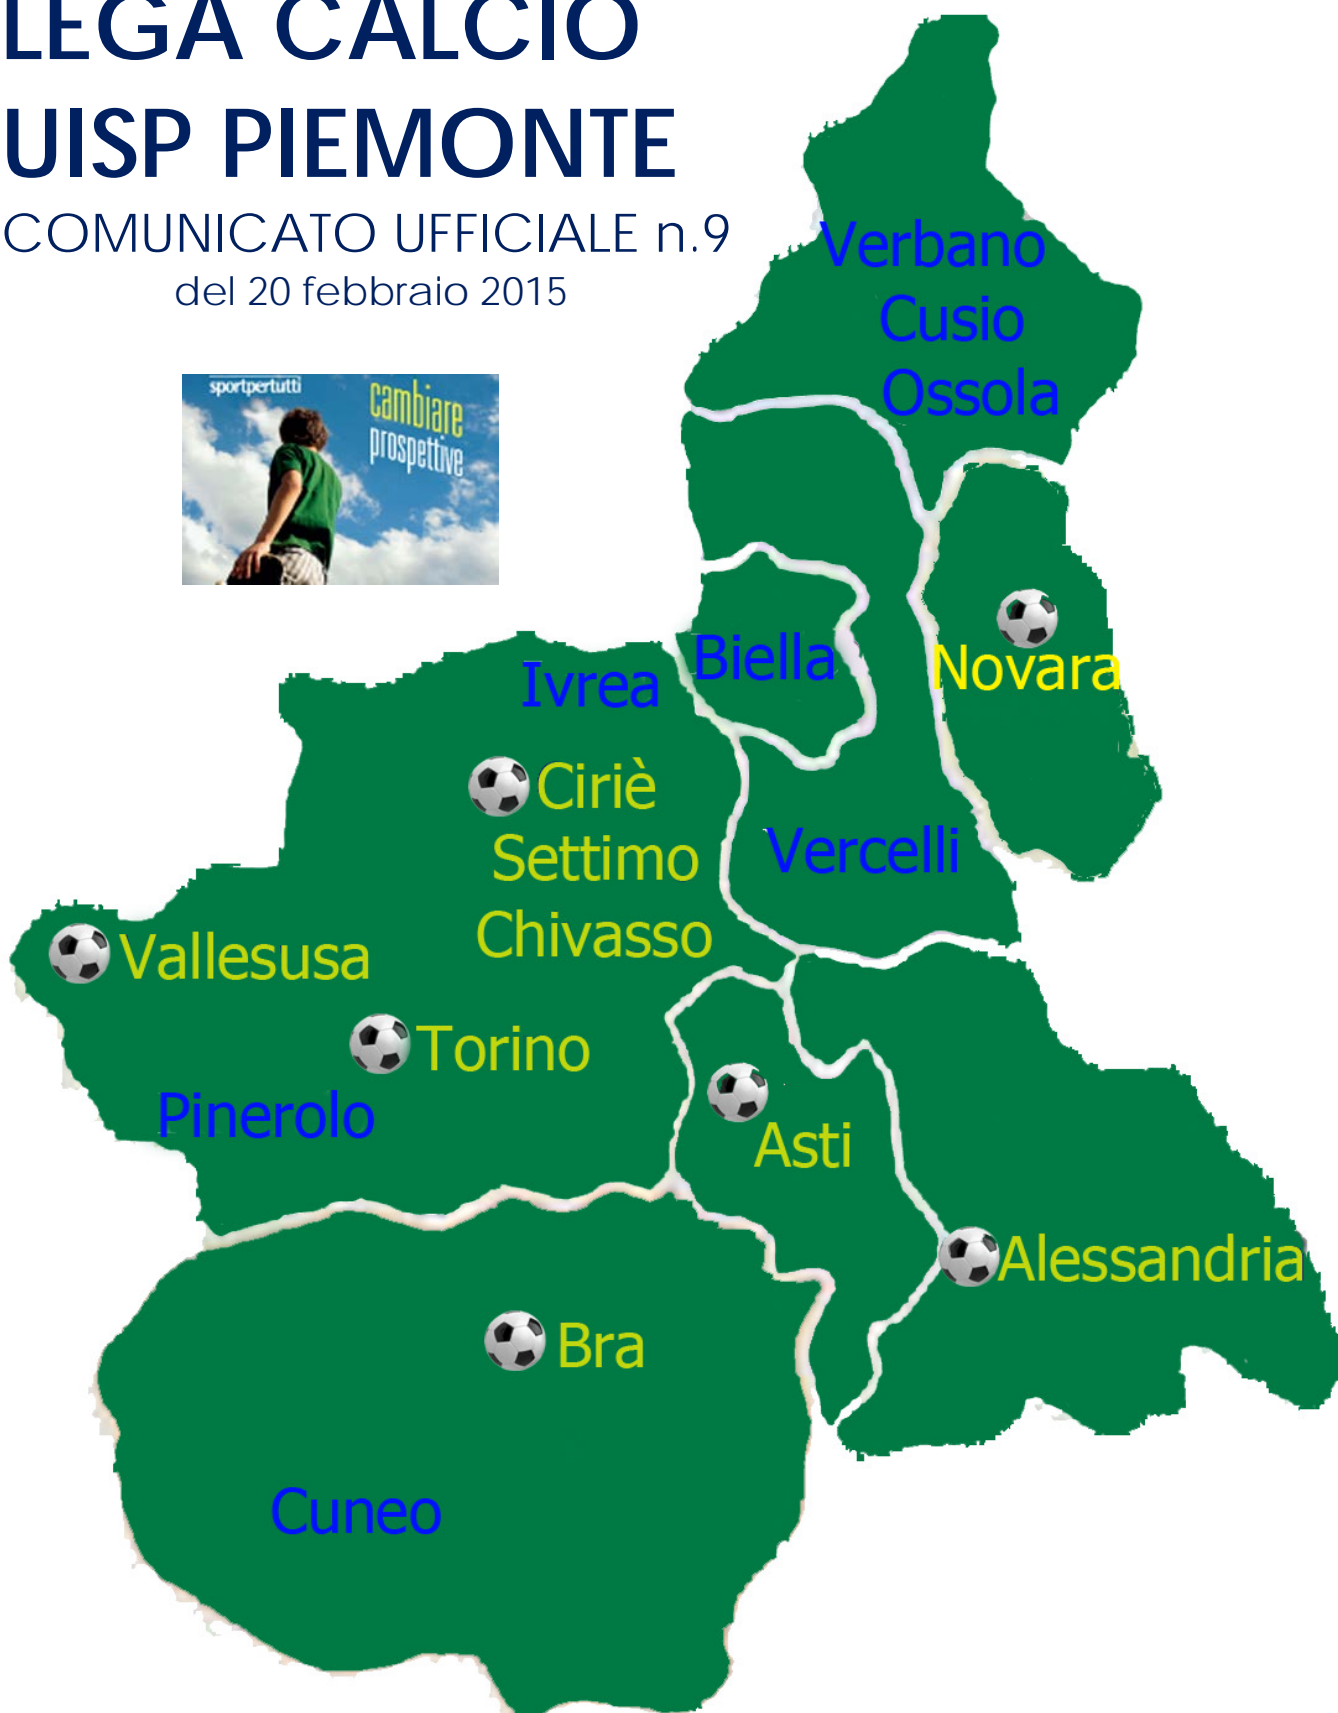 LEGA CALCIO
UISP PIEMONTE
COMUNICATO UFFICIALE n.9
del 20 febbraio 2015
sportpertutti
cambiare
prospettive
Verbano
Cusio
Ossola
Biella
Novara
Ivrea
Ciriè
Settimo
Chivasso
Vercelli
Vallesusa
Torino
Pinerolo
Asti
Alessandria
Bra
Cuneo